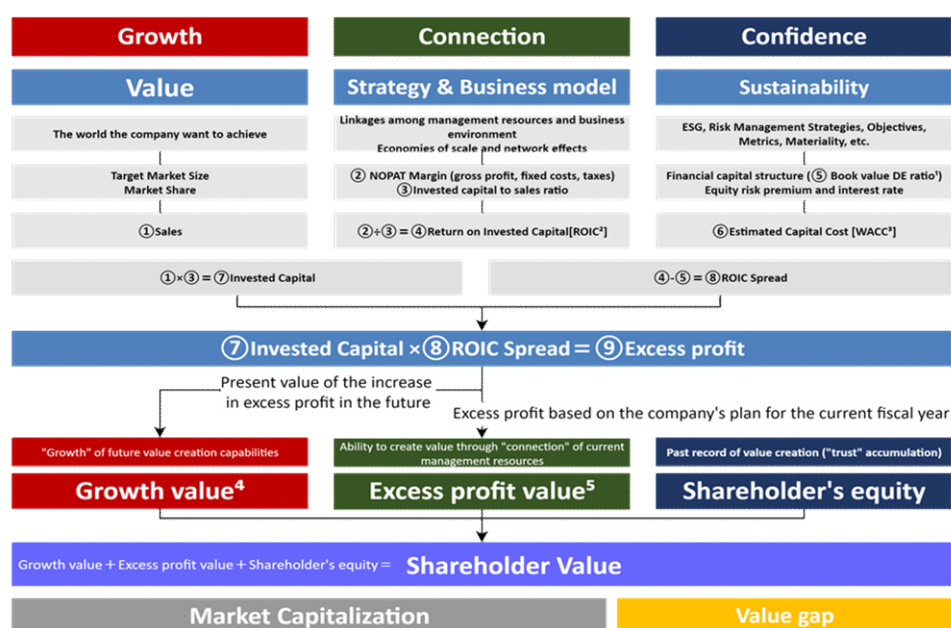 Growth
Connection
Confidence
Value
Strategy & Business model
Sustainability
The world the company want to achieve
Linkages among management resources and business
environment
Economies of scale and network effects
ESG, Risk Management Strategies, Objectives,
Metrics, Materiality, etc.
Target Market Size
Market Share
② NOPAT Margin (gross profit, fixed costs, taxes)
③Invested capital to sales ratio
Financial capital structure (⑤ Book value DE ratio¹)
Equity risk premium and interest rate
①Sales
②÷③ = ④Return on Invested Capital[ROIC²]
⑥Estimated Capital Cost [WACC³]
①×③ = ⑦Invested Capital
④-⑤ = ⑧ROIC Spread
⑦Invested Capital ×⑧ROIC Spread＝⑨Excess profit
Present value of the increase
in excess profit in the future
Excess profit based on the company's plan for the current fiscal year
"Growth" of future value creation capabilities
Ability to create value through "connection" of current
management resources
Past record of value creation ("trust" accumulation)
Growth value⁴
Excess profit value⁵
Shareholder's equity
Growth value＋Excess profit value＋Shareholder's equity＝ Shareholder Value
Market Capitalization
Value gap